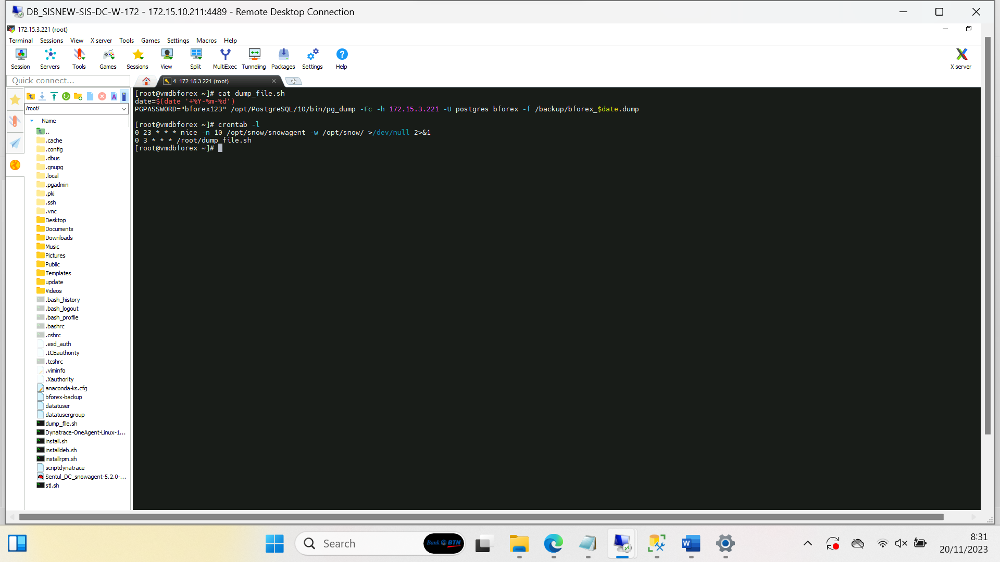 DB_SISNEW-SIS-DC-W-172 - 172.15.10.211:4489 - Remote Desktop Connection
172.15.3.221 (root)
Terminal Sessions View X server Tools Games Settings Macros Help
Session Servers Tools Games Sessions View Split MultiExec Tunneling Packages Settings Help X server
Quick connect...
4. 172.15.3.221 (root)
/root/
Name
..
.cache
.config
.dbus
.gnupg
.local
.pgadmin
.pki
.ssh
.vnc
Desktop
Documents
Downloads
Music
Pictures
Public
Templates
update
Videos
.bash_history
.bash_logout
.bash_profile
.bashrc
.cshrc
.esd_auth
.ICEauthority
.tcshrc
.viminfo
.Xauthority
anaconda-ks.cfg
bforex-backup
datatuser
datatusergroup
dump_file.sh
Dynatrace-OneAgent-Linux-1...
install.sh
installdeb.sh
installrpm.sh
scriptdynatrace
Sentul_DC_snowagent-5.2.0-...
stl.sh
[root@vmdbforex ~]# cat dump_file.sh
date=$(date '+%Y-%m-%d')
PGPASSWORD="bforex123" /opt/PostgreSQL/10/bin/pg_dump -Fc -h 172.15.3.221 -U postgres bforex -f /backup/bforex_$date.dump
[root@vmdbforex ~]# crontab -l
0 23 * * * nice -n 10 /opt/snow/snowagent -w /opt/snow/ >/dev/null 2>&1
0 3 * * * /root/dump_file.sh
[root@vmdbforex ~]#
Search
Bank BTN
8:31
20/11/2023